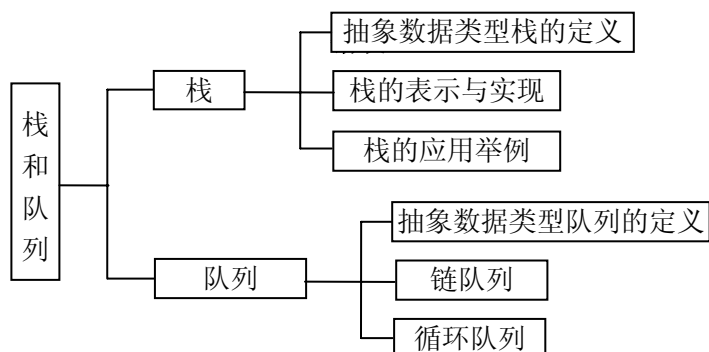 栈和队列
栈
抽象数据类型栈的定义
栈的表示与实现
栈的应用举例
队列
抽象数据类型队列的定义
链队列
循环队列